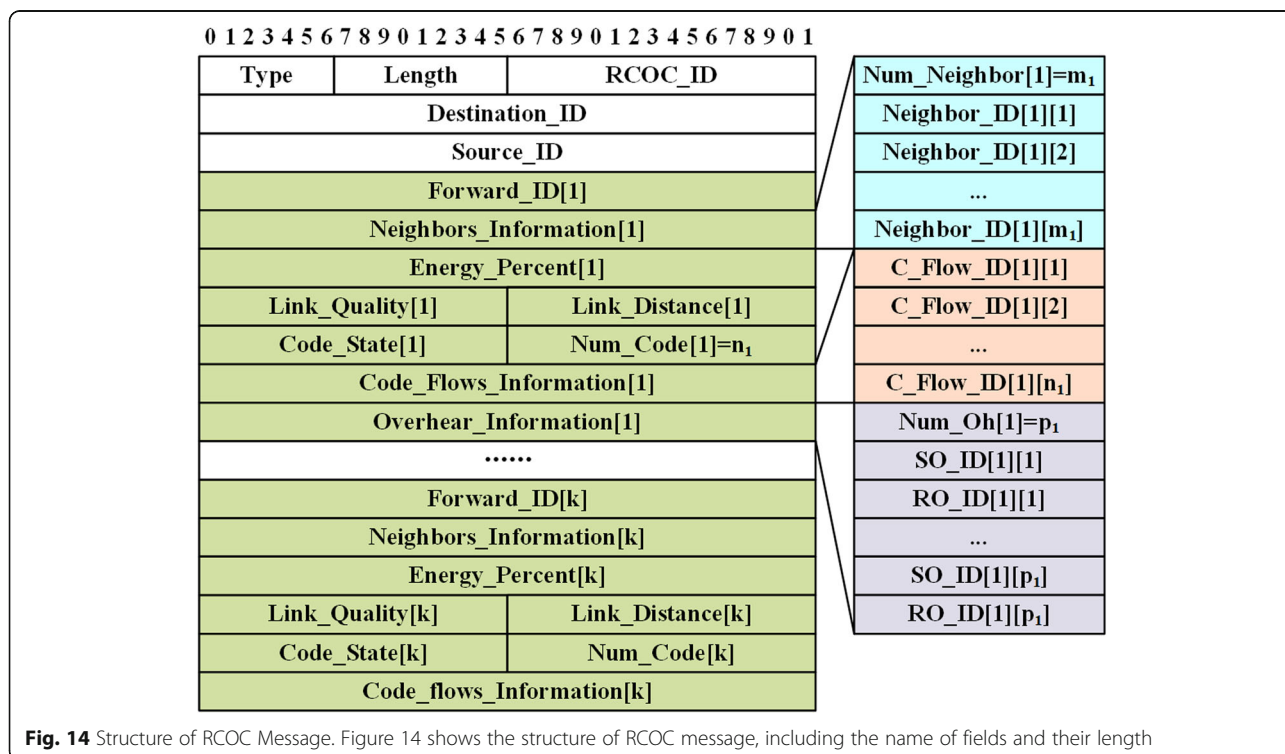 0 1 2 3 4 5 6 7 8 9 0 1 2 3 4 5 6 7 8 9 0 1 2 3 4 5 6 7 8 9 0 1
Type Length RCOC_ID
Destination_ID
Source_ID
Forward_ID[1]
Neighbors_Information[1]
Energy_Percent[1]
Link_Quality[1] Link_Distance[1]
Code_State[1] Num_Code[1]=n₁
Code_Flows_Information[1]
Overhear_Information[1]
......
Forward_ID[k]
Neighbors_Information[k]
Energy_Percent[k]
Link_Quality[k] Link_Distance[k]
Code_State[k] Num_Code[k]
Code_flows_Information[k]
Num_Neighbor[1]=m₁
Neighbor_ID[1][1]
Neighbor_ID[1][2]
...
Neighbor_ID[1][m₁]
C_Flow_ID[1][1]
C_Flow_ID[1][2]
...
C_Flow_ID[1][n₁]
Num_Oh[1]=p₁
SO_ID[1][1]
RO_ID[1][1]
...
SO_ID[1][p₁]
RO_ID[1][p₁]
Fig. 14 Structure of RCOC Message. Figure 14 shows the structure of RCOC message, including the name of fields and their length